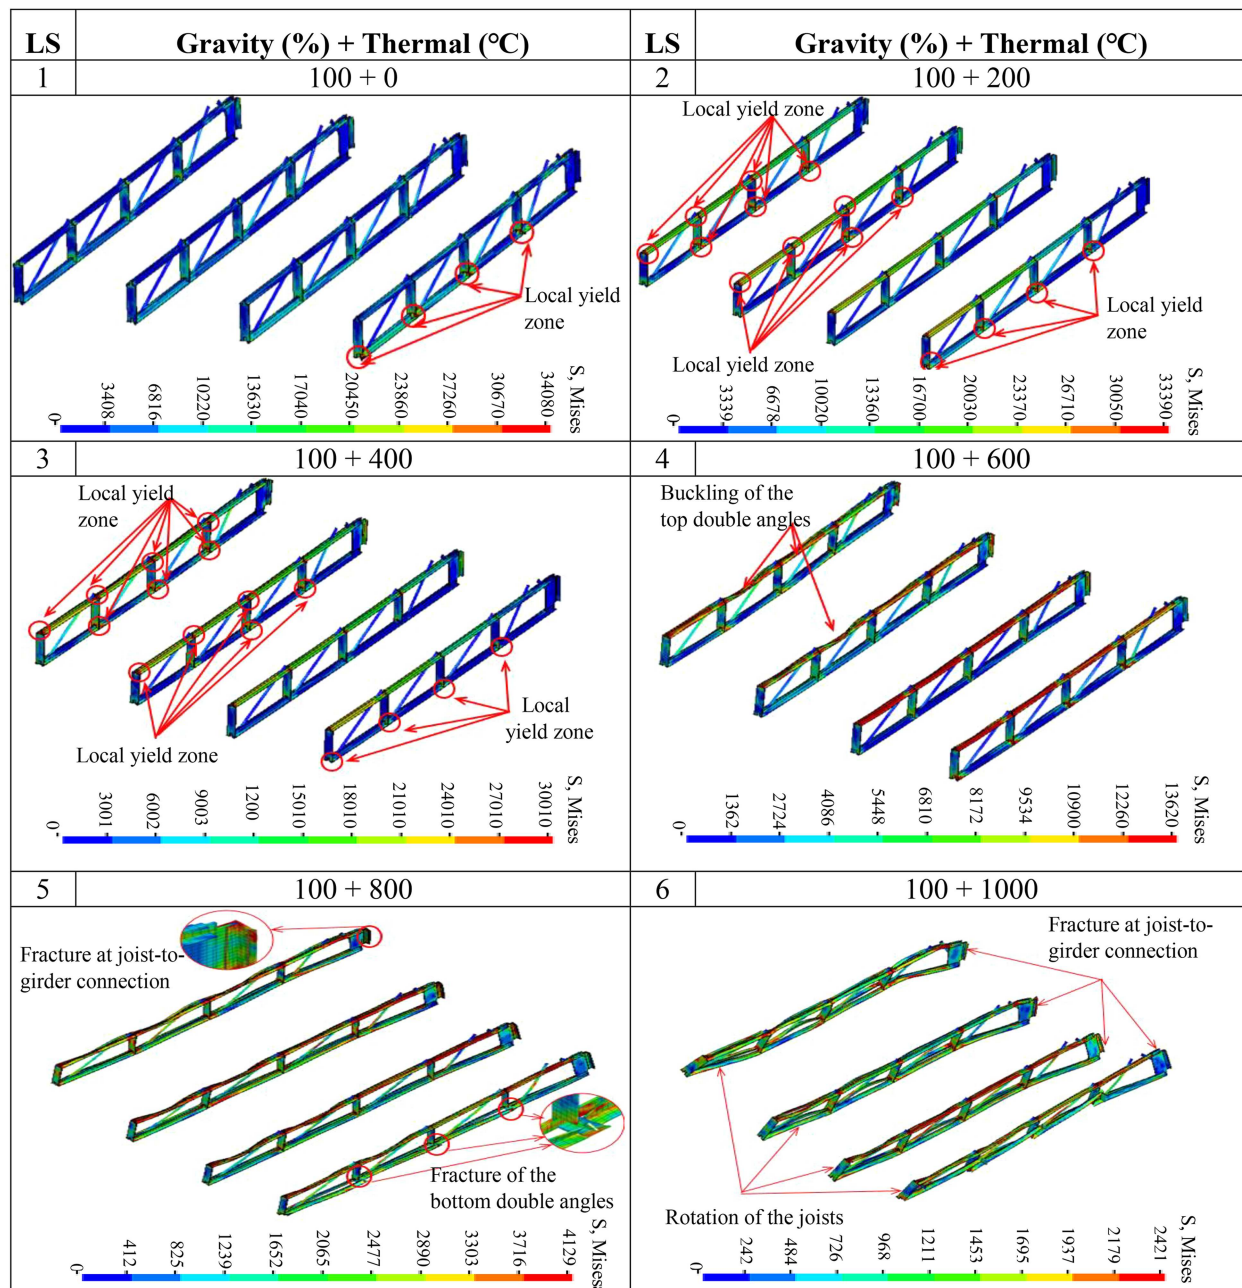 LS Gravity (%) + Thermal (°C) LS Gravity (%) + Thermal (°C)
1 100 + 0 2 100 + 200
Local yield
zone
0 3408 6816 10220 13630 17040 20450 23860 27260 30670 34080 S, Mises
Local yield zone
Local yield zone
Local yield
zone
0 3339 6678 10020 13360 16700 20030 23370 26710 30050 33390 S, Mises
3 100 + 400 4 100 + 600
Local yield
zone
Local yield zone
Local
yield zone
0 3001 6002 9003 1200 15010 18010 21010 24010 27010 30010 S, Mises
Buckling of the
top double angles
0 1362 2724 4086 5448 6810 8172 9534 10900 12260 13620 S, Mises
5 100 + 800 6 100 + 1000
Fracture at joist-to-
girder connection
Fracture of the
bottom double angles
0 412 825 1239 1652 2065 2477 2890 3303 3716 4129 S, Mises
Fracture at joist-to-
girder connection
Rotation of the joists
0 242 484 726 968 1211 1453 1695 1937 2179 2421 S, Mises